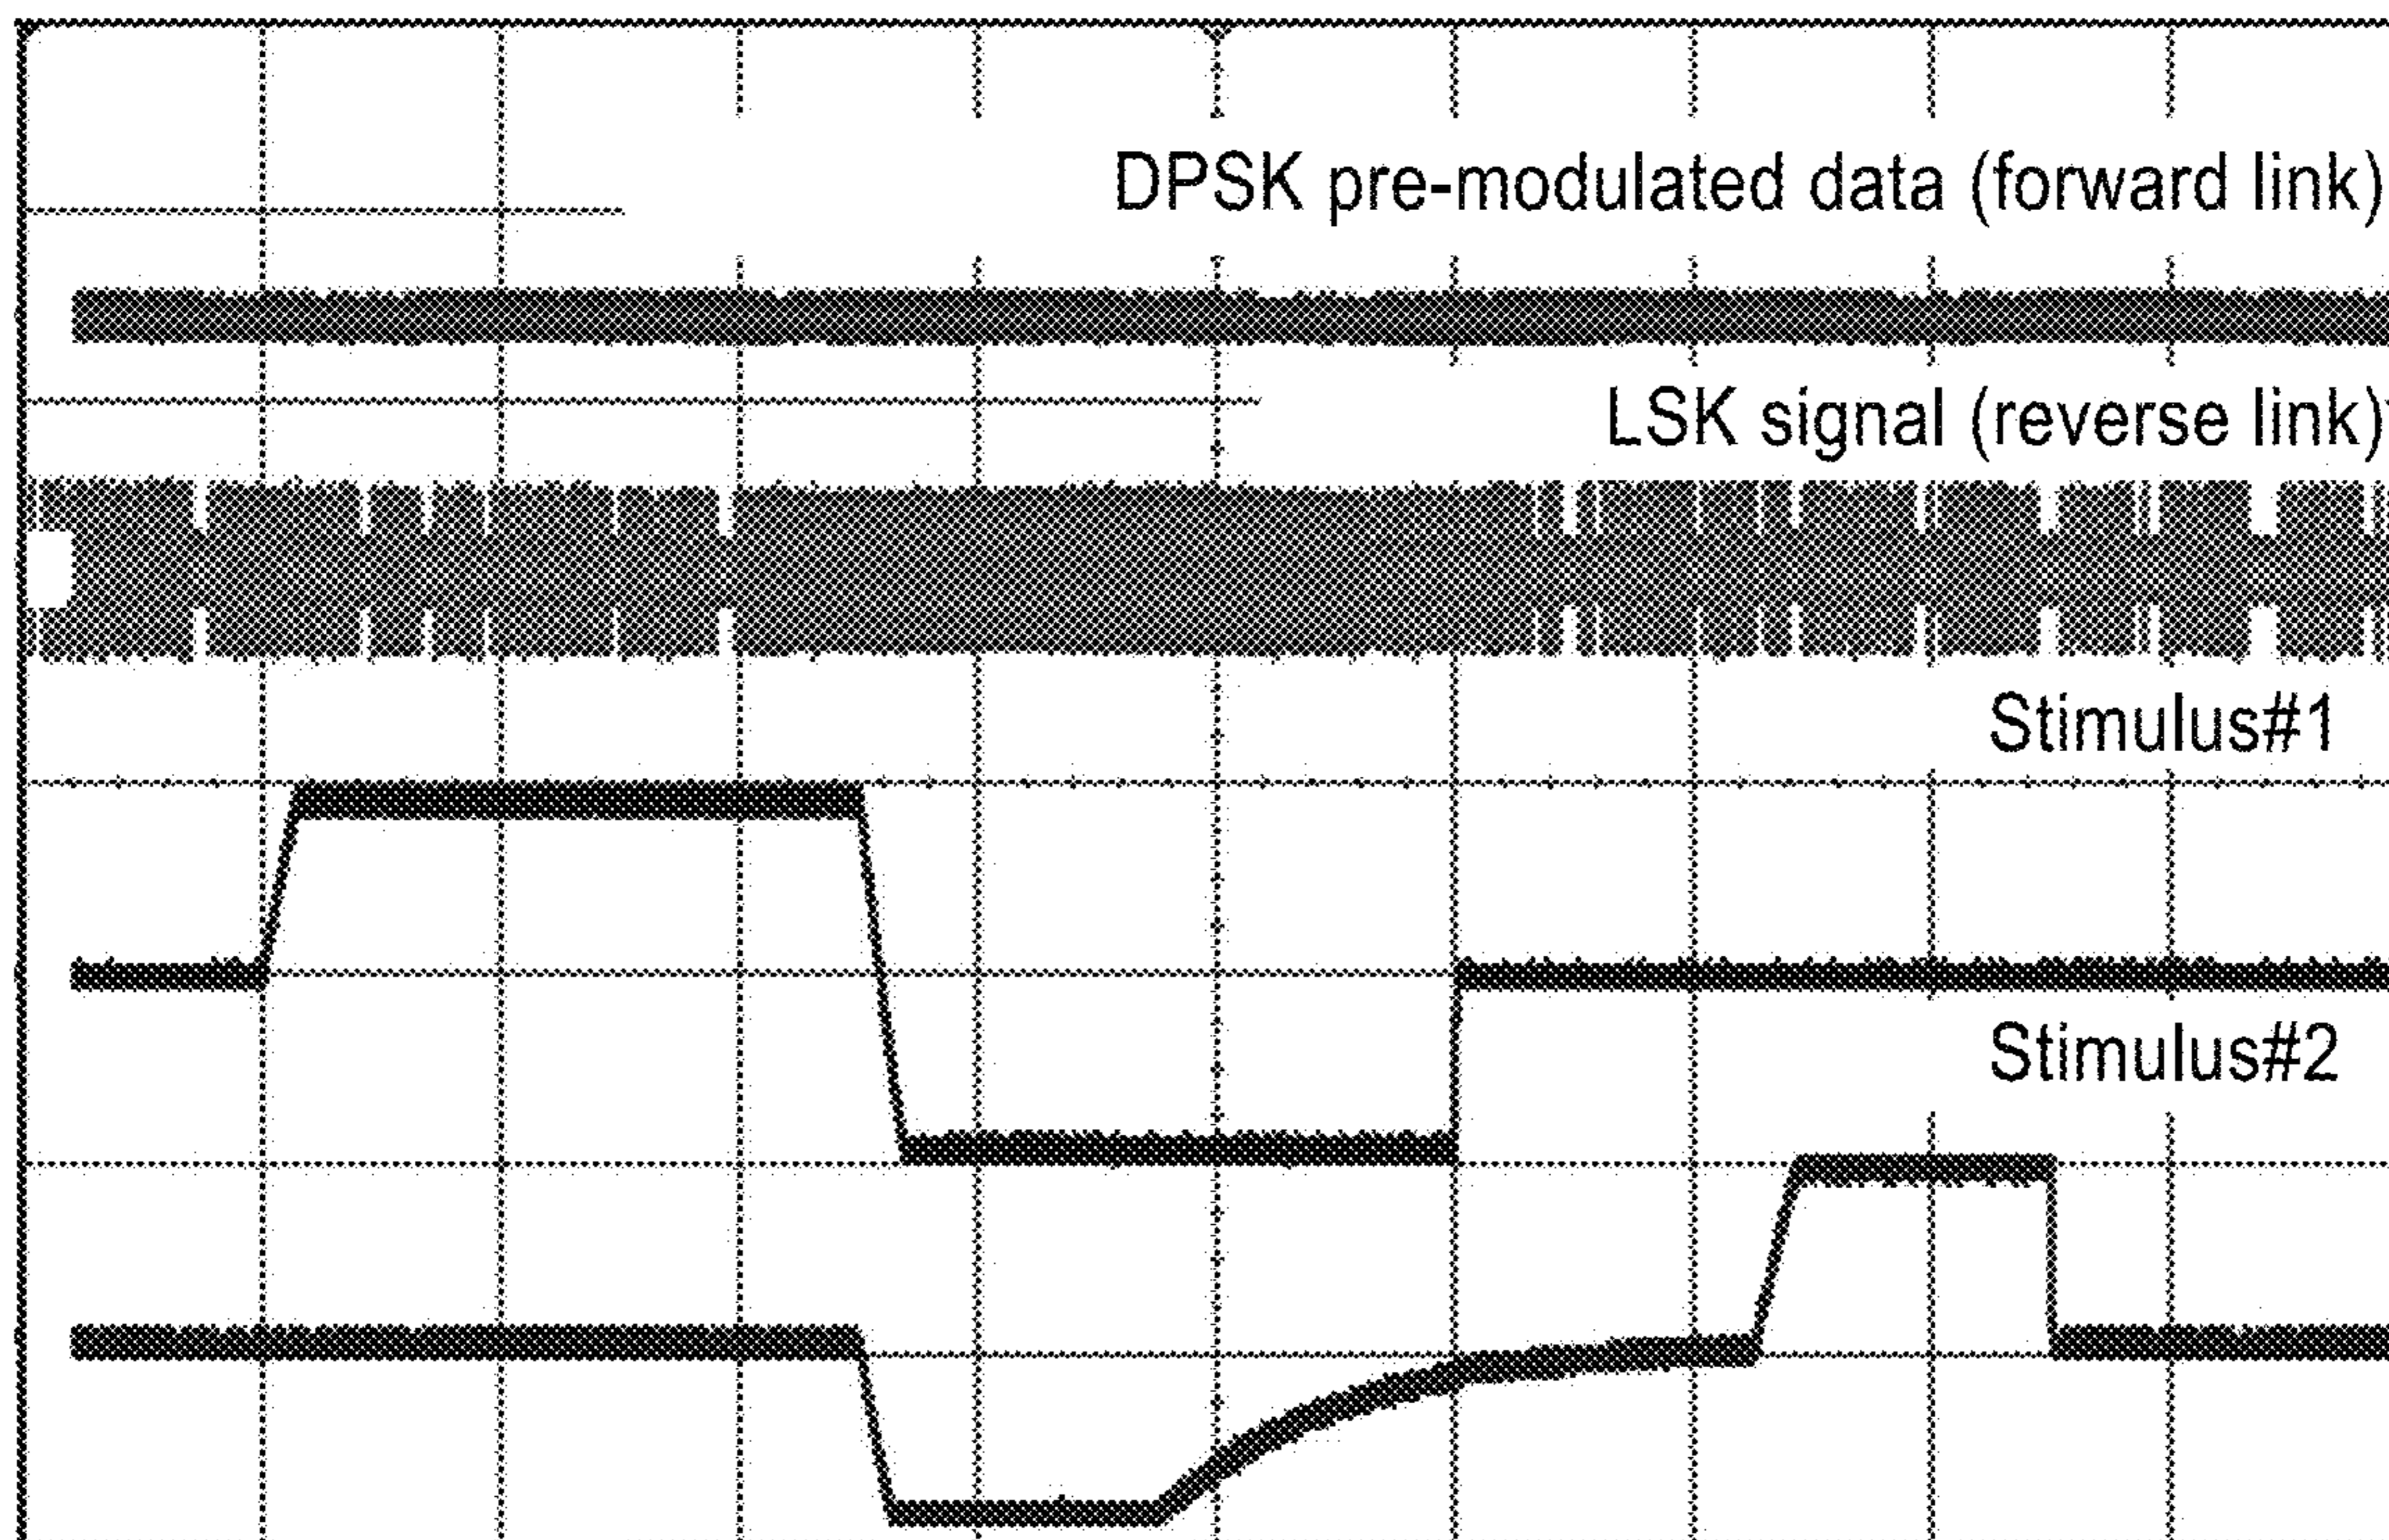 DPSK pre-modulated data (forward link)
LSK signal (reverse link)
Stimulus#1
Stimulus#2